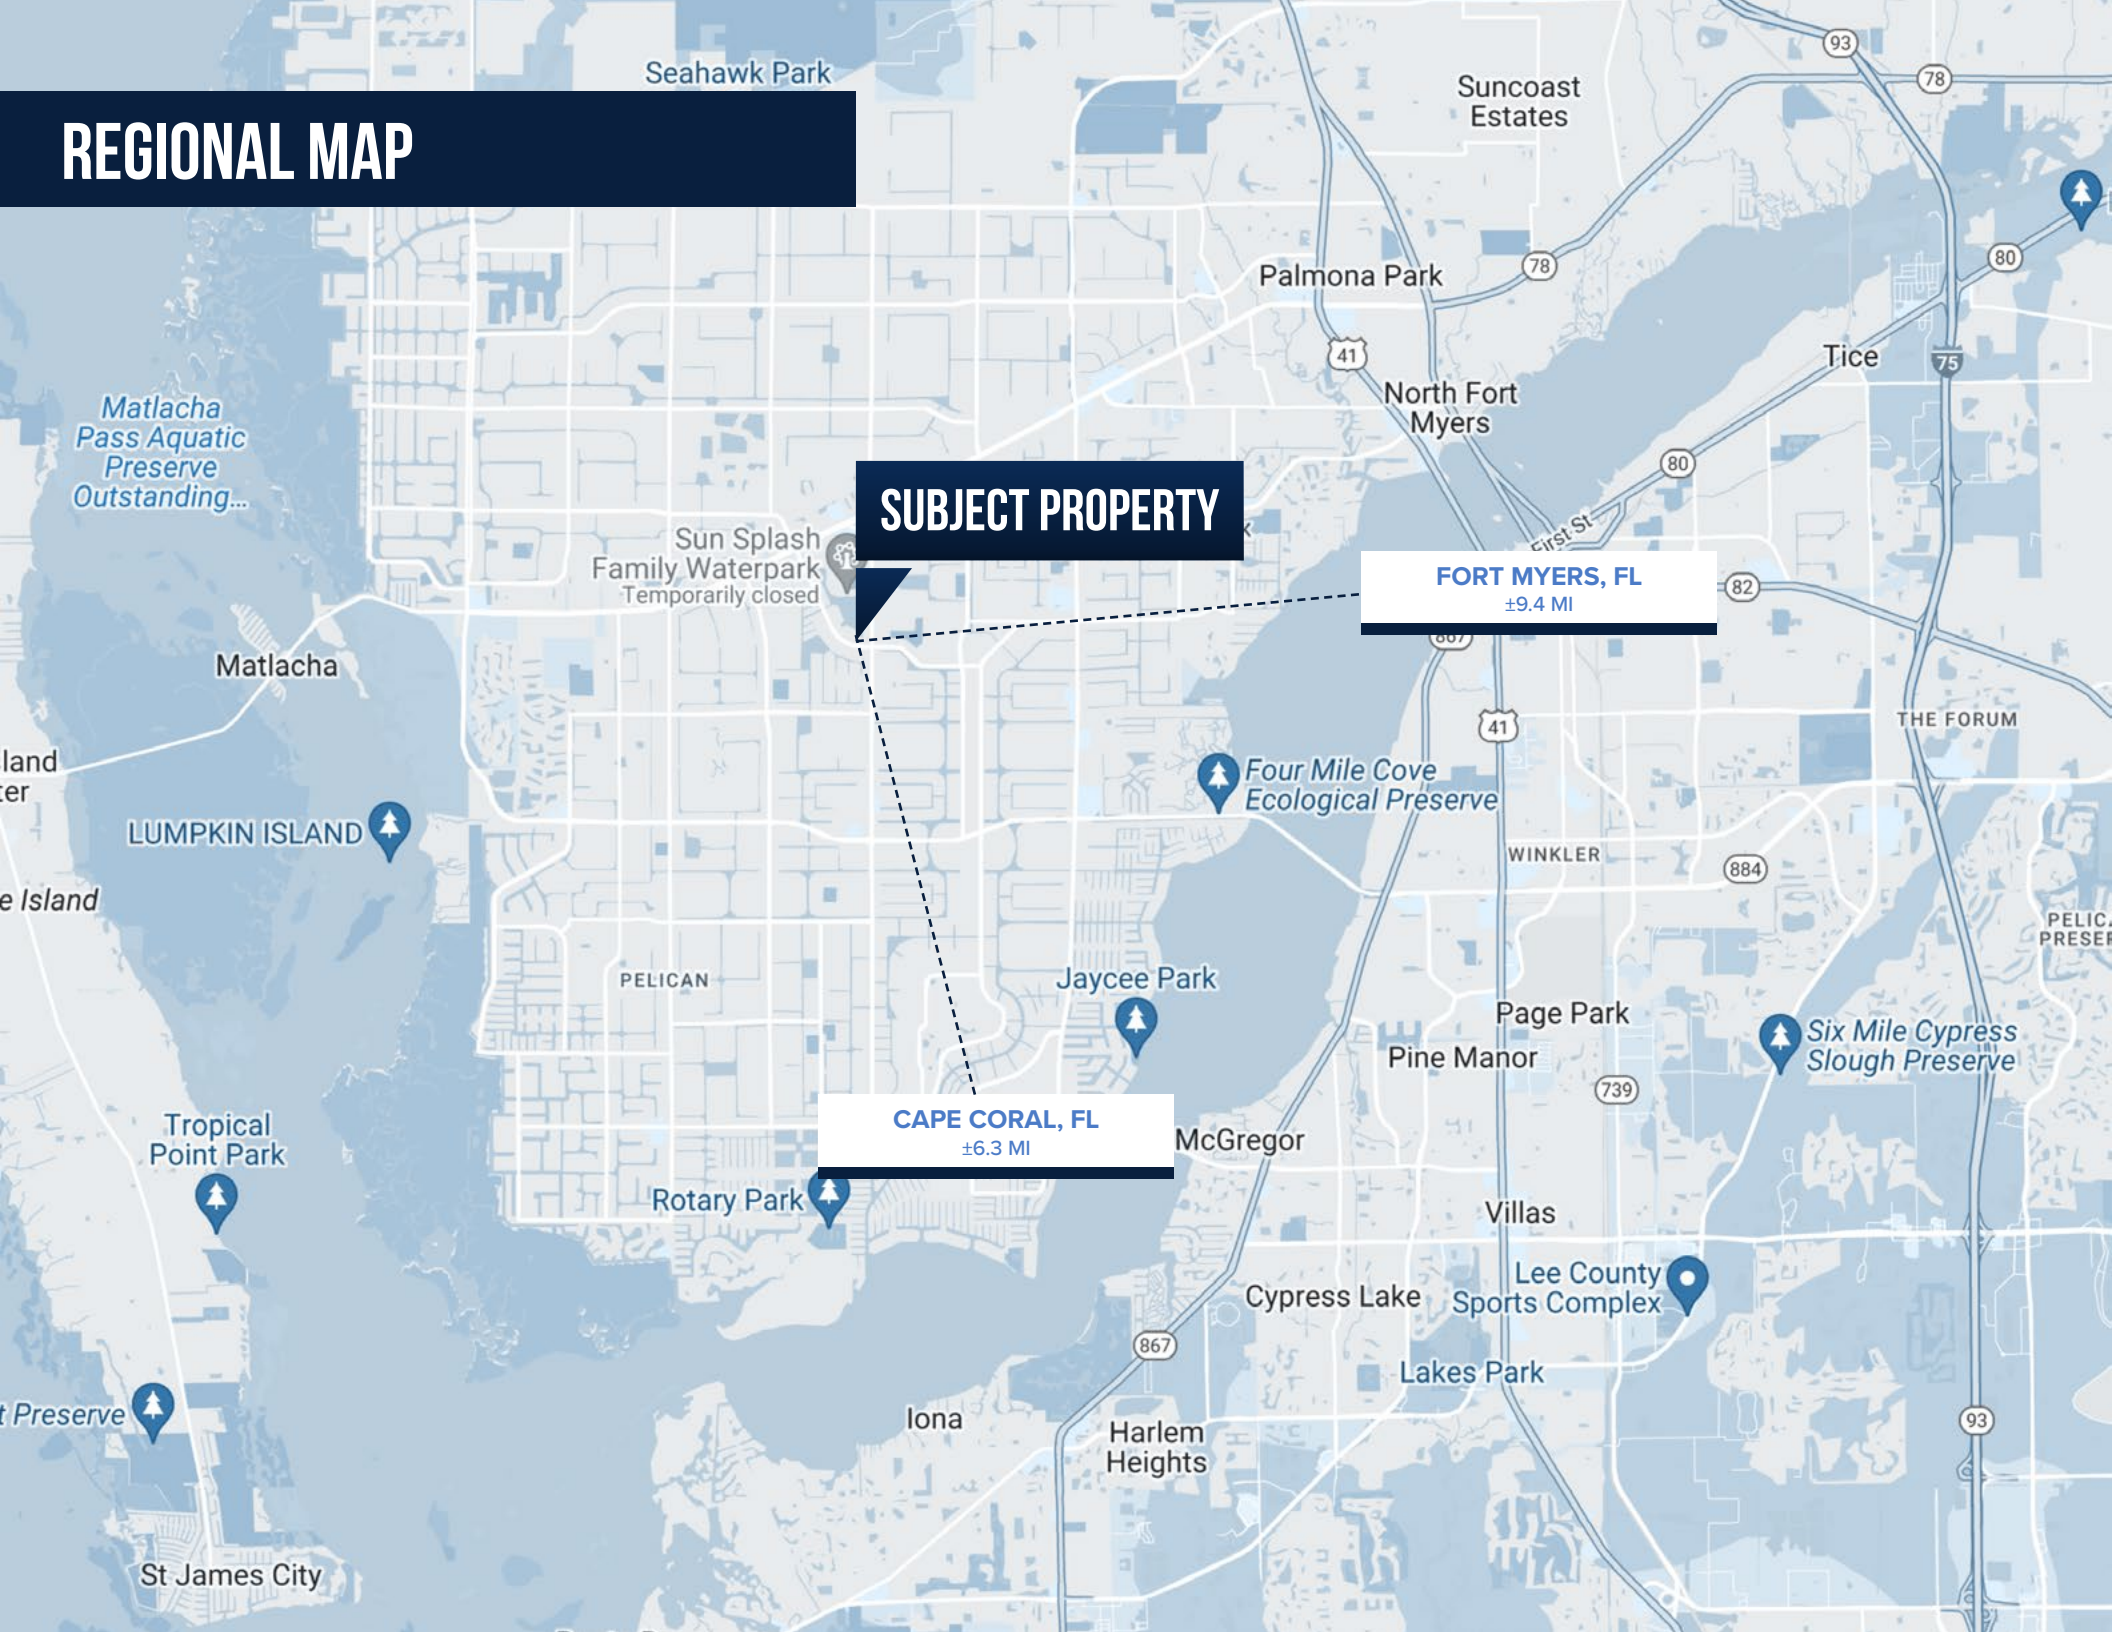 REGIONAL MAP
Seahawk Park
Suncoast
Estates
93
78
Palmona Park
78
80
41
Tice
75
North Fort
Myers
Matlacha
Pass Aquatic
Preserve
Outstanding...
80
SUBJECT PROPERTY
Sun Splash
Family Waterpark
Temporarily closed
First St
FORT MYERS, FL
±9.4 MI
82
867
Matlacha
THE FORUM
41
Four Mile Cove
Ecological Preserve
LUMPKIN ISLAND
WINKLER
884
e Island
PELICAN
Jaycee Park
Page Park
Pine Manor
Six Mile Cypress
Slough Preserve
739
CAPE CORAL, FL
±6.3 MI
Tropical
Point Park
McGregor
Rotary Park
Villas
Lee County
Sports Complex
Cypress Lake
867
Lakes Park
t Preserve
Iona
Harlem
Heights
93
St James City